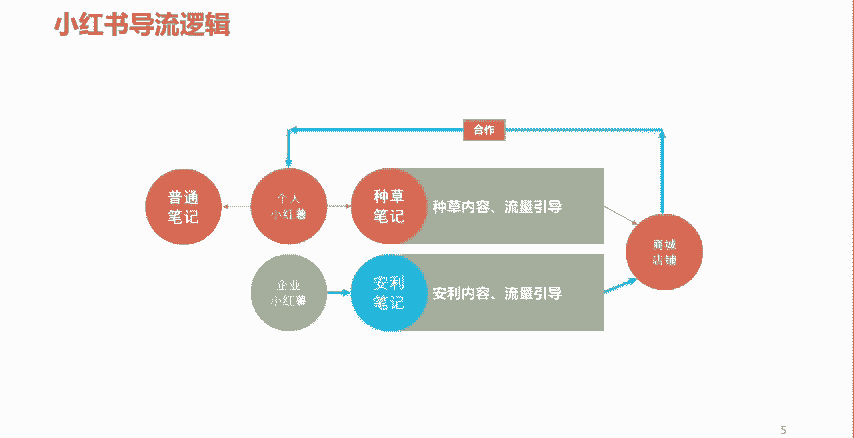 小红书导流逻辑
合作
普通
笔记
个人
小红薯
种草
笔记
种草内容、流量引导
商城
店铺
企业
小红薯
安利
笔记
安利内容、流量引导
5